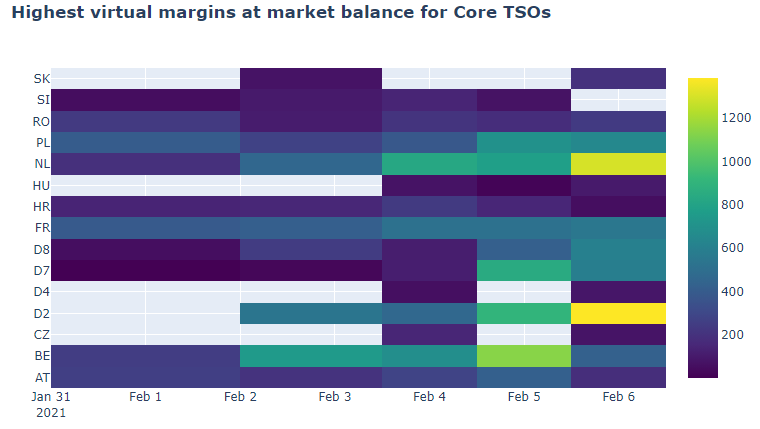 Highest virtual margins at market balance for Core TSOs
SK
SI
RO
PL
NL
HU
HR
FR
D8
D7
D4
D2
CZ
BE
AT
Jan 31
2021
Feb 1
Feb 2
Feb 3
Feb 4
Feb 5
Feb 6
1200
1000
800
600
400
200